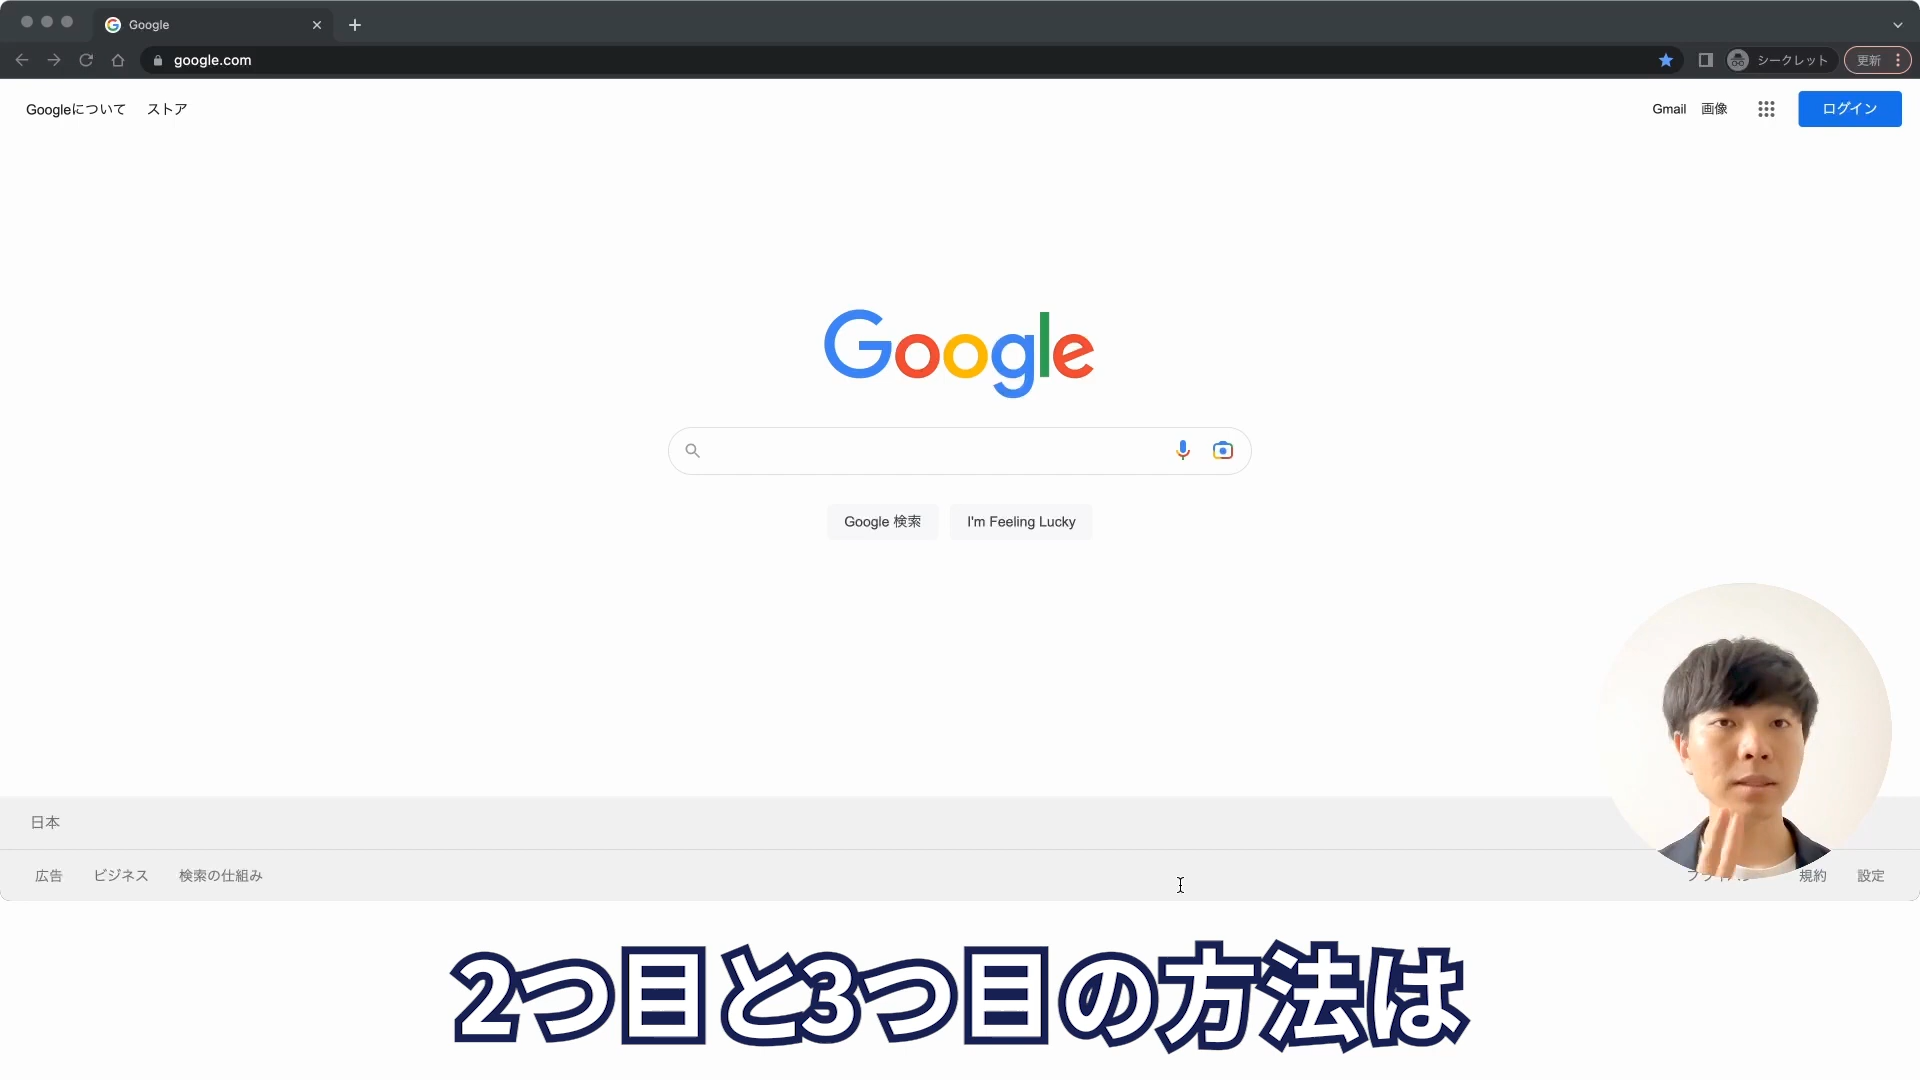 Google
google.com
シークレット
更新
Googleについて ストア
Gmail 画像
ログイン
Google
Google 検索 I'm Feeling Lucky
日本
広告 ビジネス 検索の仕組み
規約 設定
2つ目と3つ目の方法は